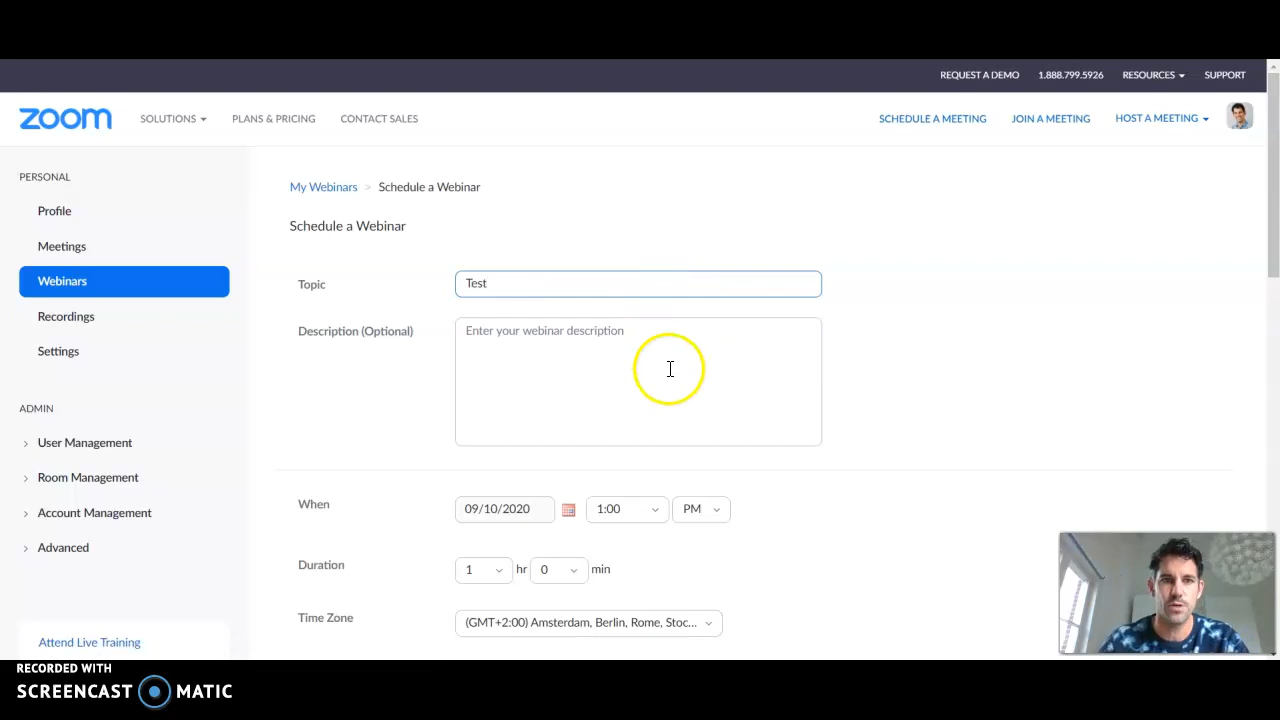 REQUEST A DEMO 1.888.799.5926 RESOURCES SUPPORT
zoom SOLUTIONS PLANS & PRICING CONTACT SALES SCHEDULE A MEETING JOIN A MEETING HOST A MEETING
PERSONAL
Profile
Meetings
Webinars
Recordings
Settings
ADMIN
User Management
Room Management
Account Management
Advanced
Attend Live Training
My Webinars > Schedule a Webinar
Schedule a Webinar
Topic Test
Description (Optional) Enter your webinar description
When 09/10/2020 1:00 PM
Duration 1 hr 0 min
Time Zone (GMT+2:00) Amsterdam, Berlin, Rome, Stoc...
RECORDED WITH
SCREENCAST MATIC